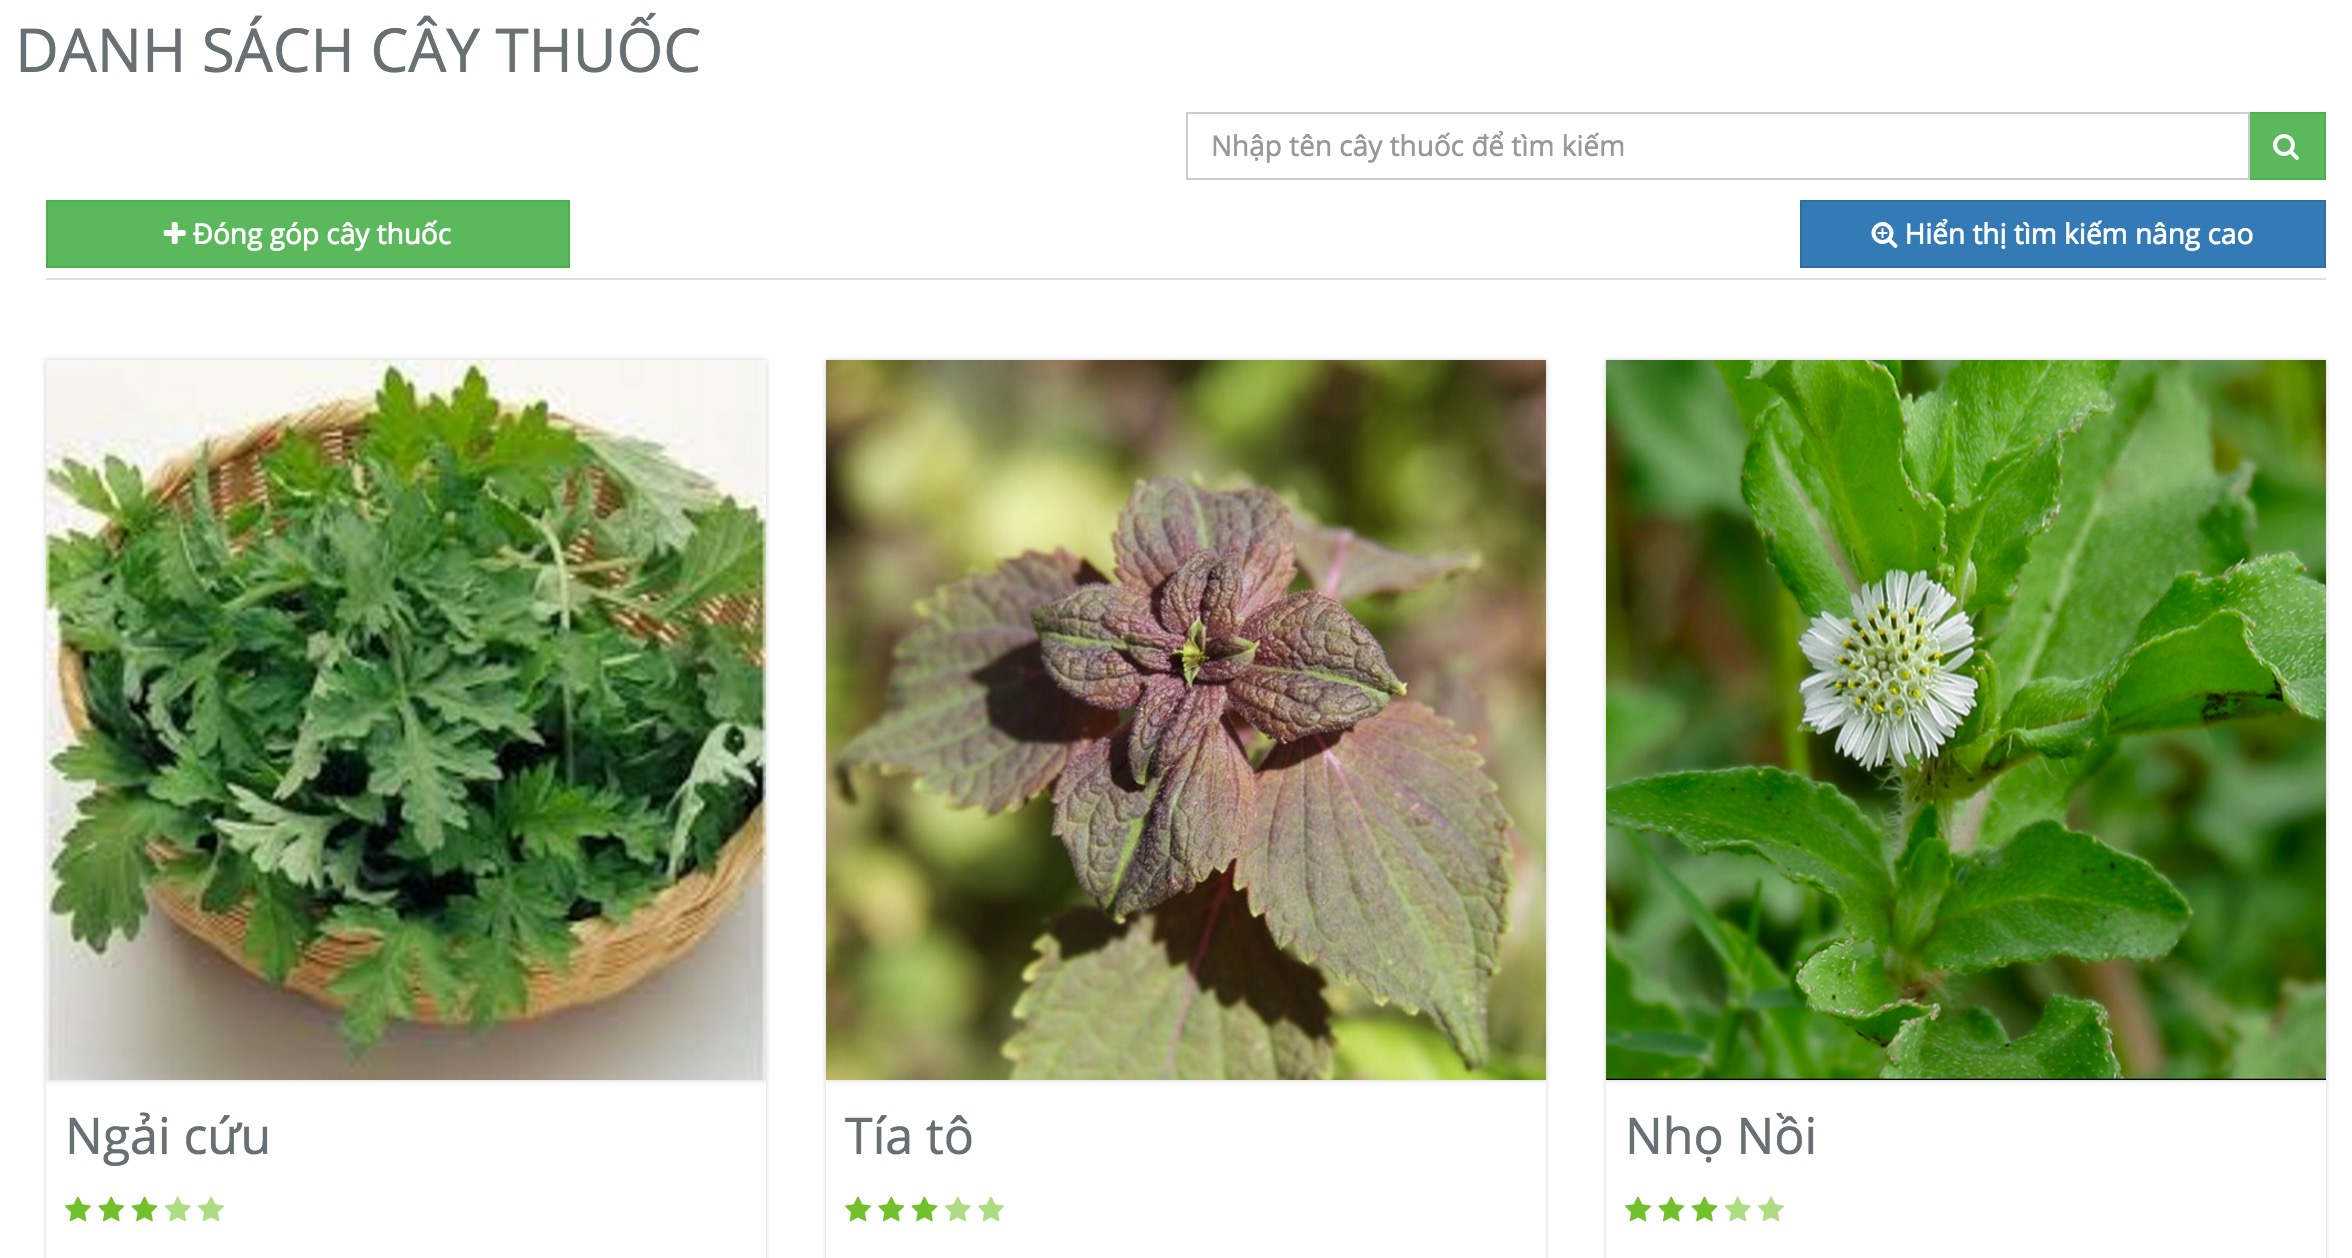 DANH SÁCH CÂY THUỐC
Nhập tên cây thuốc để tìm kiếm
Đóng góp cây thuốc
Hiển thị tìm kiếm nâng cao
Ngải cứu
Tía tô
Nhọ Nồi